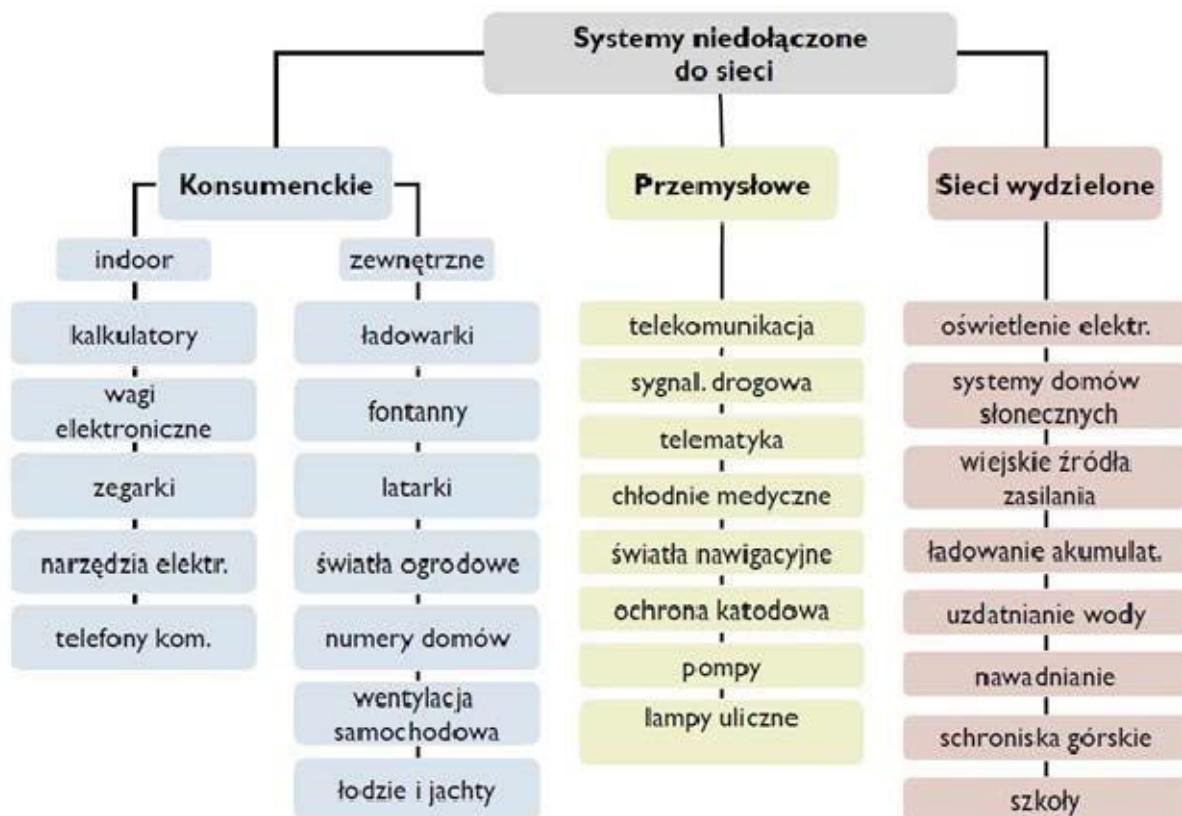 Systemy niedołączone
do sieci
Konsumenckie
indoor
kalkulatory
wagi
elektroniczne
zegarki
narzędzia elektr.
telefony kom.
zewnętrzne
ładowarki
fontanny
latarki
światła ogrodowe
numery domów
wentylacja
samochodowa
łodzie i jachty
Przemysłowe
telekomunikacja
sygnal. drogowa
telematyka
chłodnie medyczne
światła nawigacyjne
ochrona katodowa
pompy
lampy uliczne
Sieci wydzielone
oświetlenie elektr.
systemy domów
słonecznych
wiejskie źródła
zasilania
ładowanie akumulat.
uzdatnianie wody
nawadnianie
schroniska górskie
szkoły